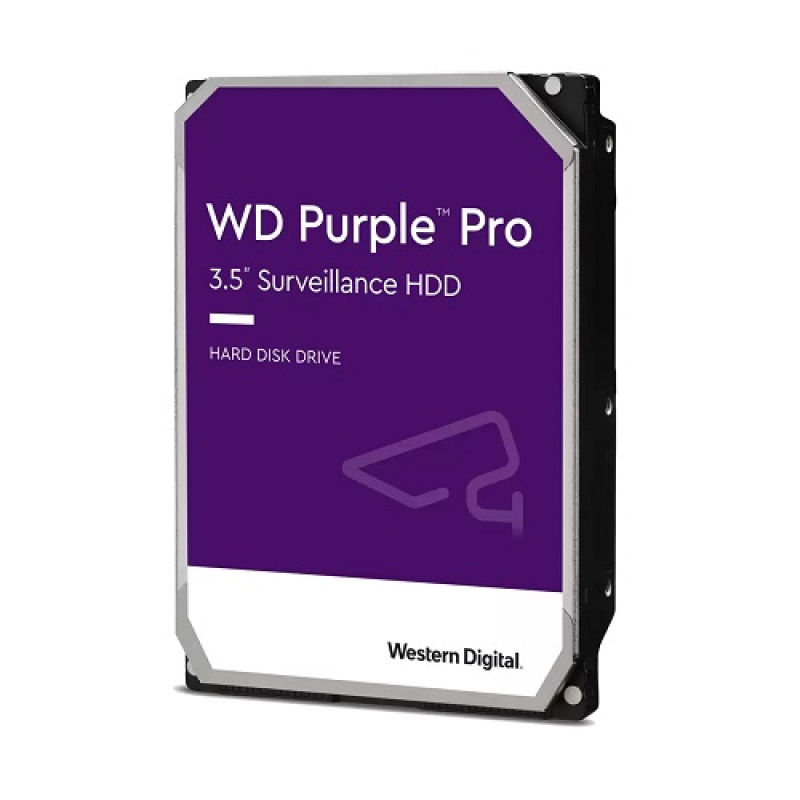 WD Purple™ Pro
3.5" Surveillance HDD
HARD DISK DRIVE
Western Digital.